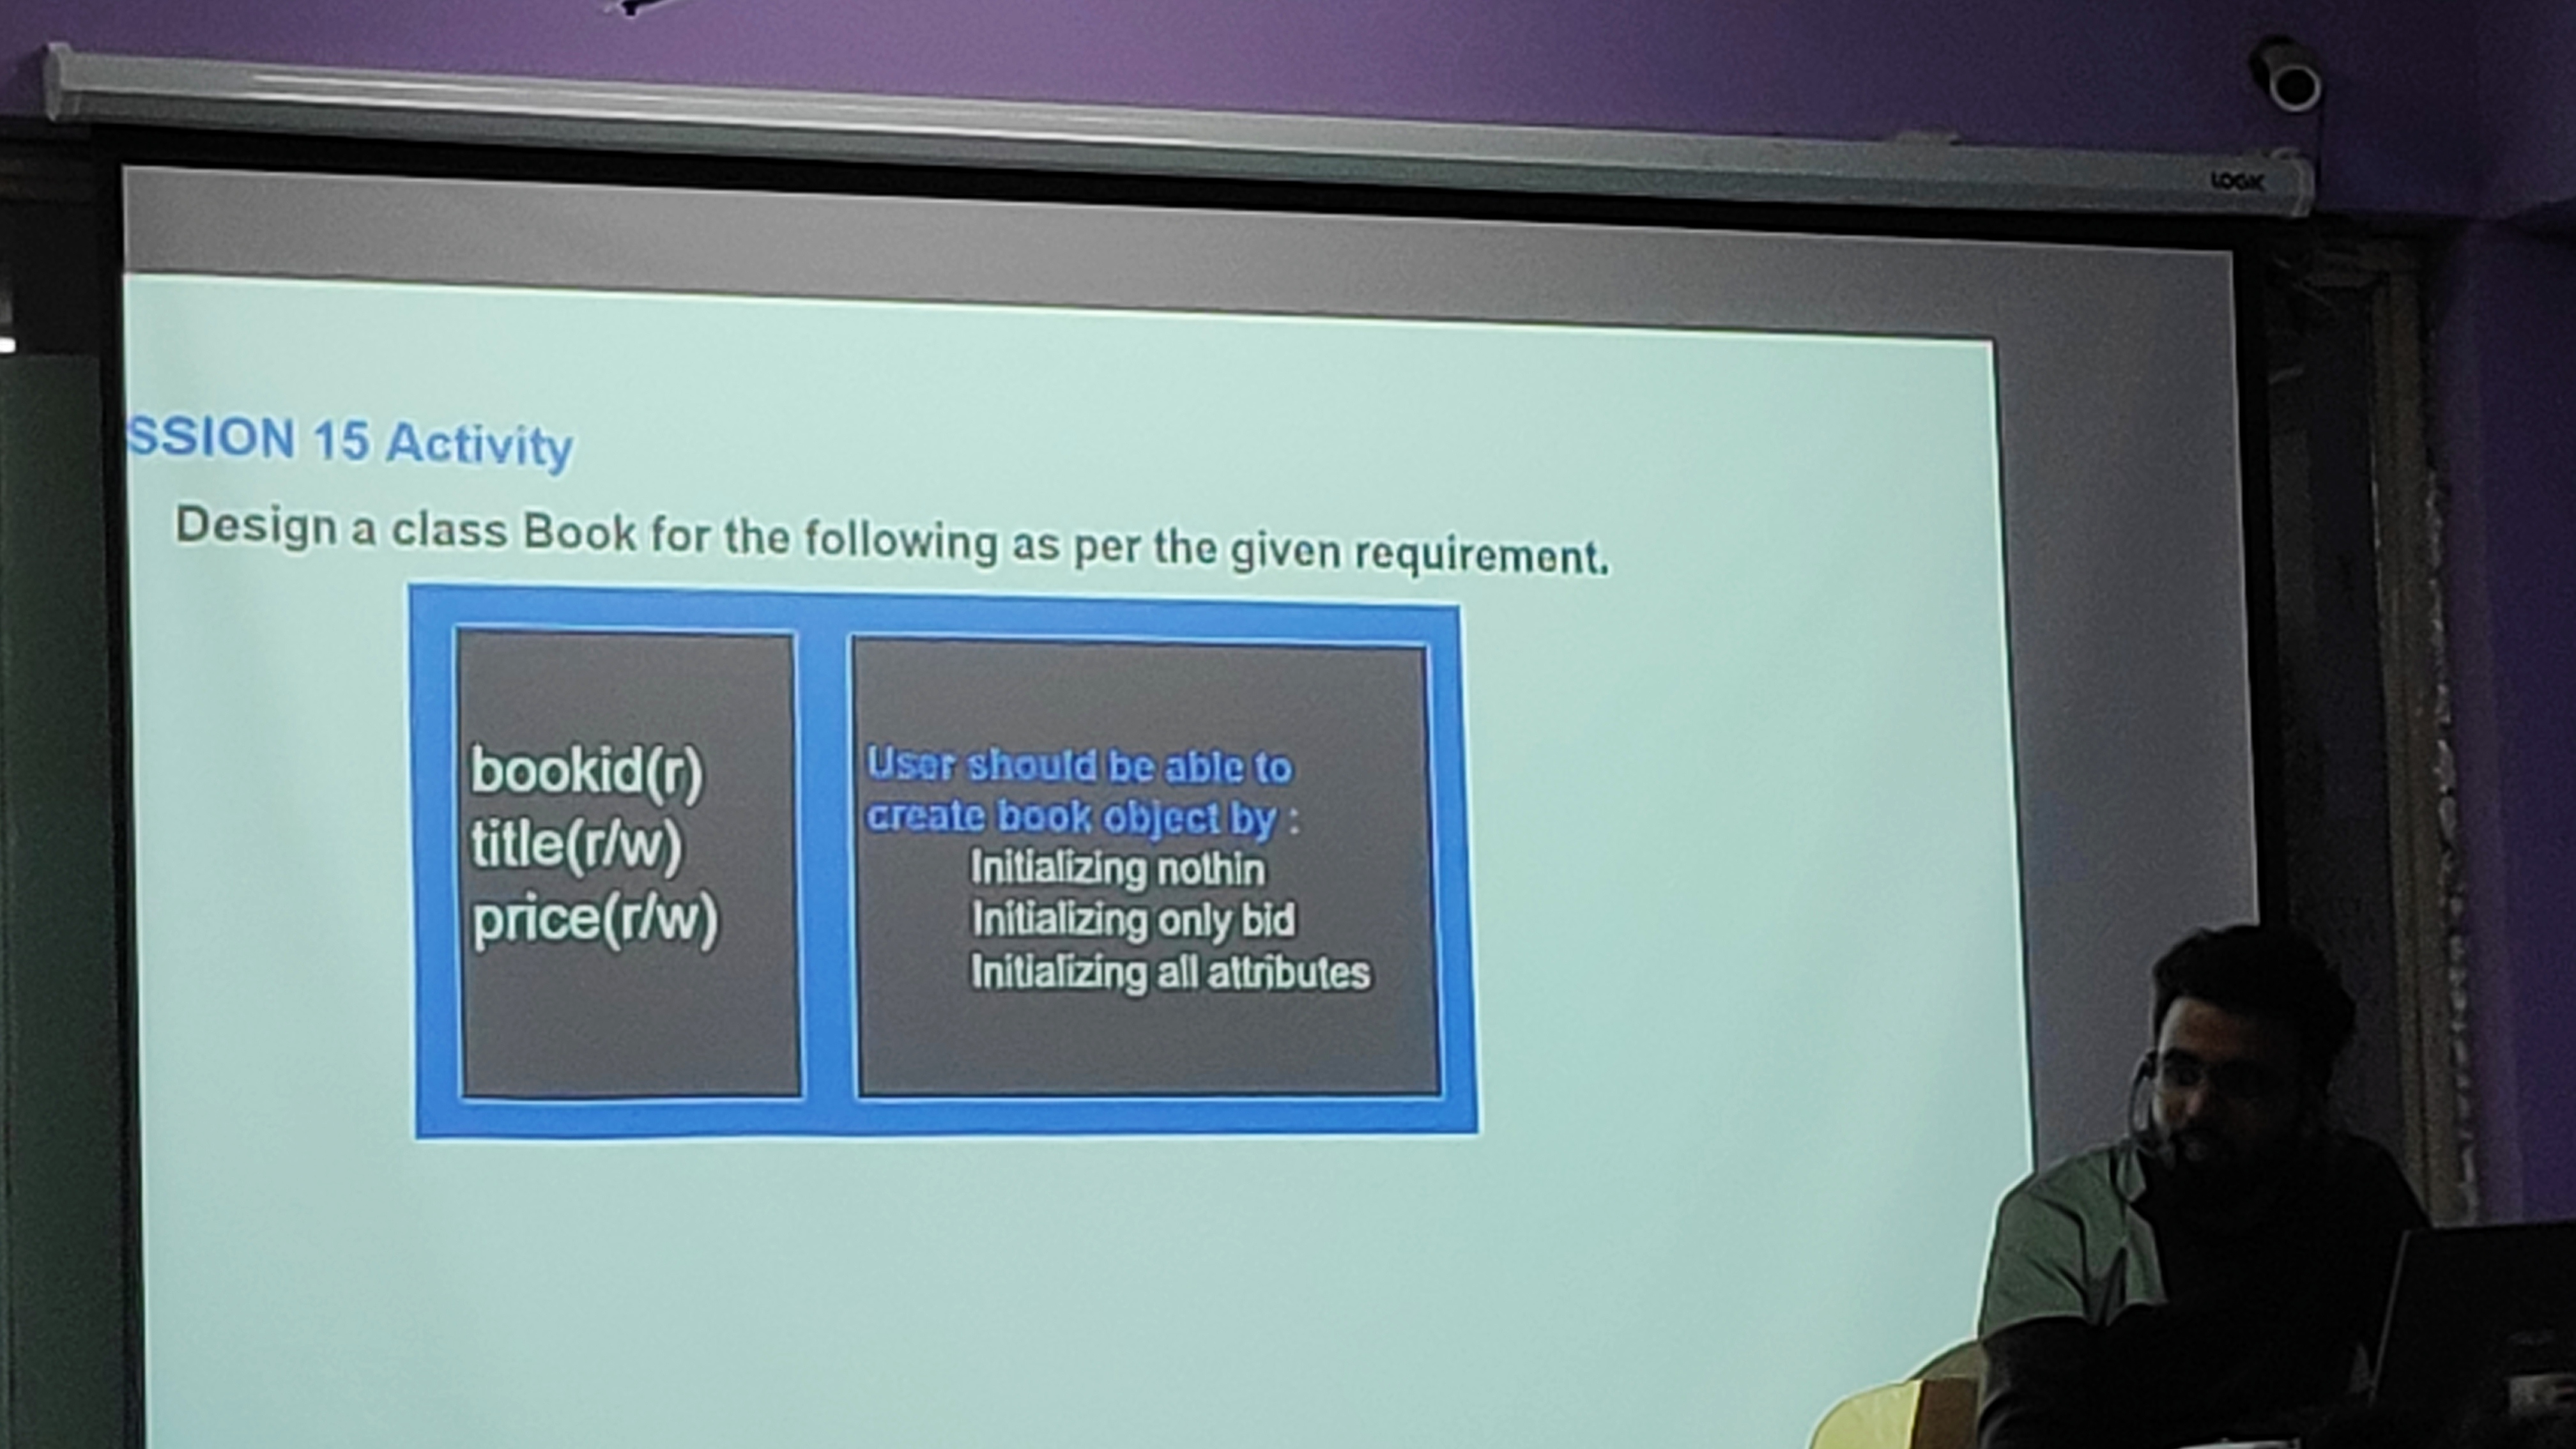 LOGIK
SSION 15 Activity
Design a class Book for the following as per the given requirement.
bookid(r)
title(r/w)
price(r/w)
User should be able to
create book object by :
Initializing nothin
Initializing only bid
Initializing all attributes